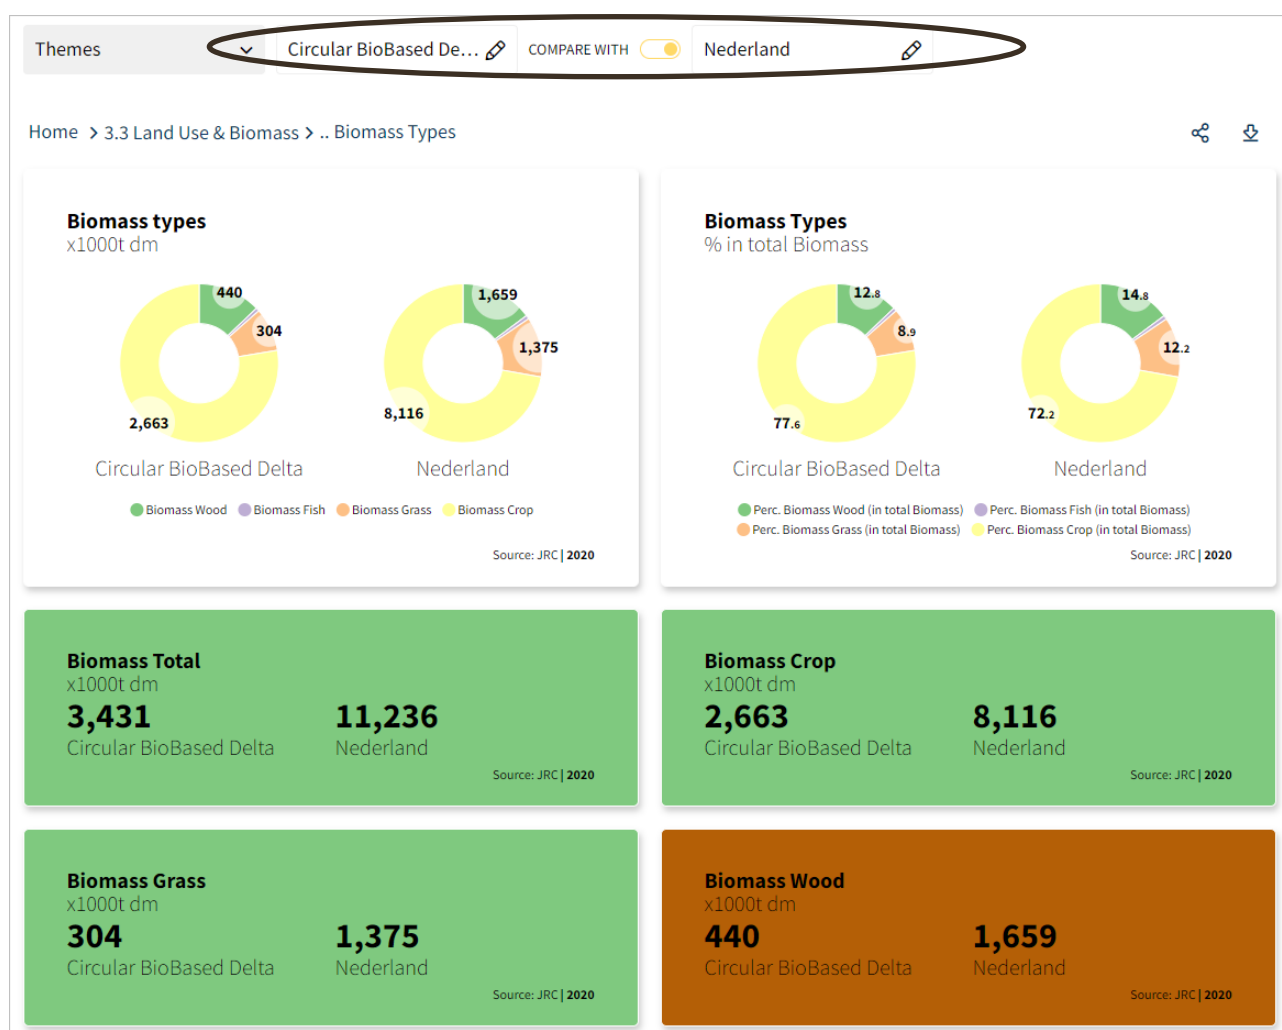 Themes
Circular BioBased De...
COMPARE WITH
Nederland
Home > 3.3 Land Use & Biomass > .. Biomass Types
Biomass types
x1000t dm
440
304
2,663
1,659
1,375
8,116
Circular BioBased Delta
Nederland
Biomass Wood Biomass Fish Biomass Grass Biomass Crop
Source: JRC | 2020
Biomass Types
% in total Biomass
12.8
8.9
77.6
14.8
12.2
72.2
Circular BioBased Delta
Nederland
Perc. Biomass Wood (in total Biomass) Perc. Biomass Fish (in total Biomass)
Perc. Biomass Grass (in total Biomass) Perc. Biomass Crop (in total Biomass)
Source: JRC | 2020
Biomass Total
x1000t dm
3,431 11,236
Circular BioBased Delta Nederland
Source: JRC | 2020
Biomass Crop
x1000t dm
2,663 8,116
Circular BioBased Delta Nederland
Source: JRC | 2020
Biomass Grass
x1000t dm
304 1,375
Circular BioBased Delta Nederland
Source: JRC | 2020
Biomass Wood
x1000t dm
440 1,659
Circular BioBased Delta Nederland
Source: JRC | 2020